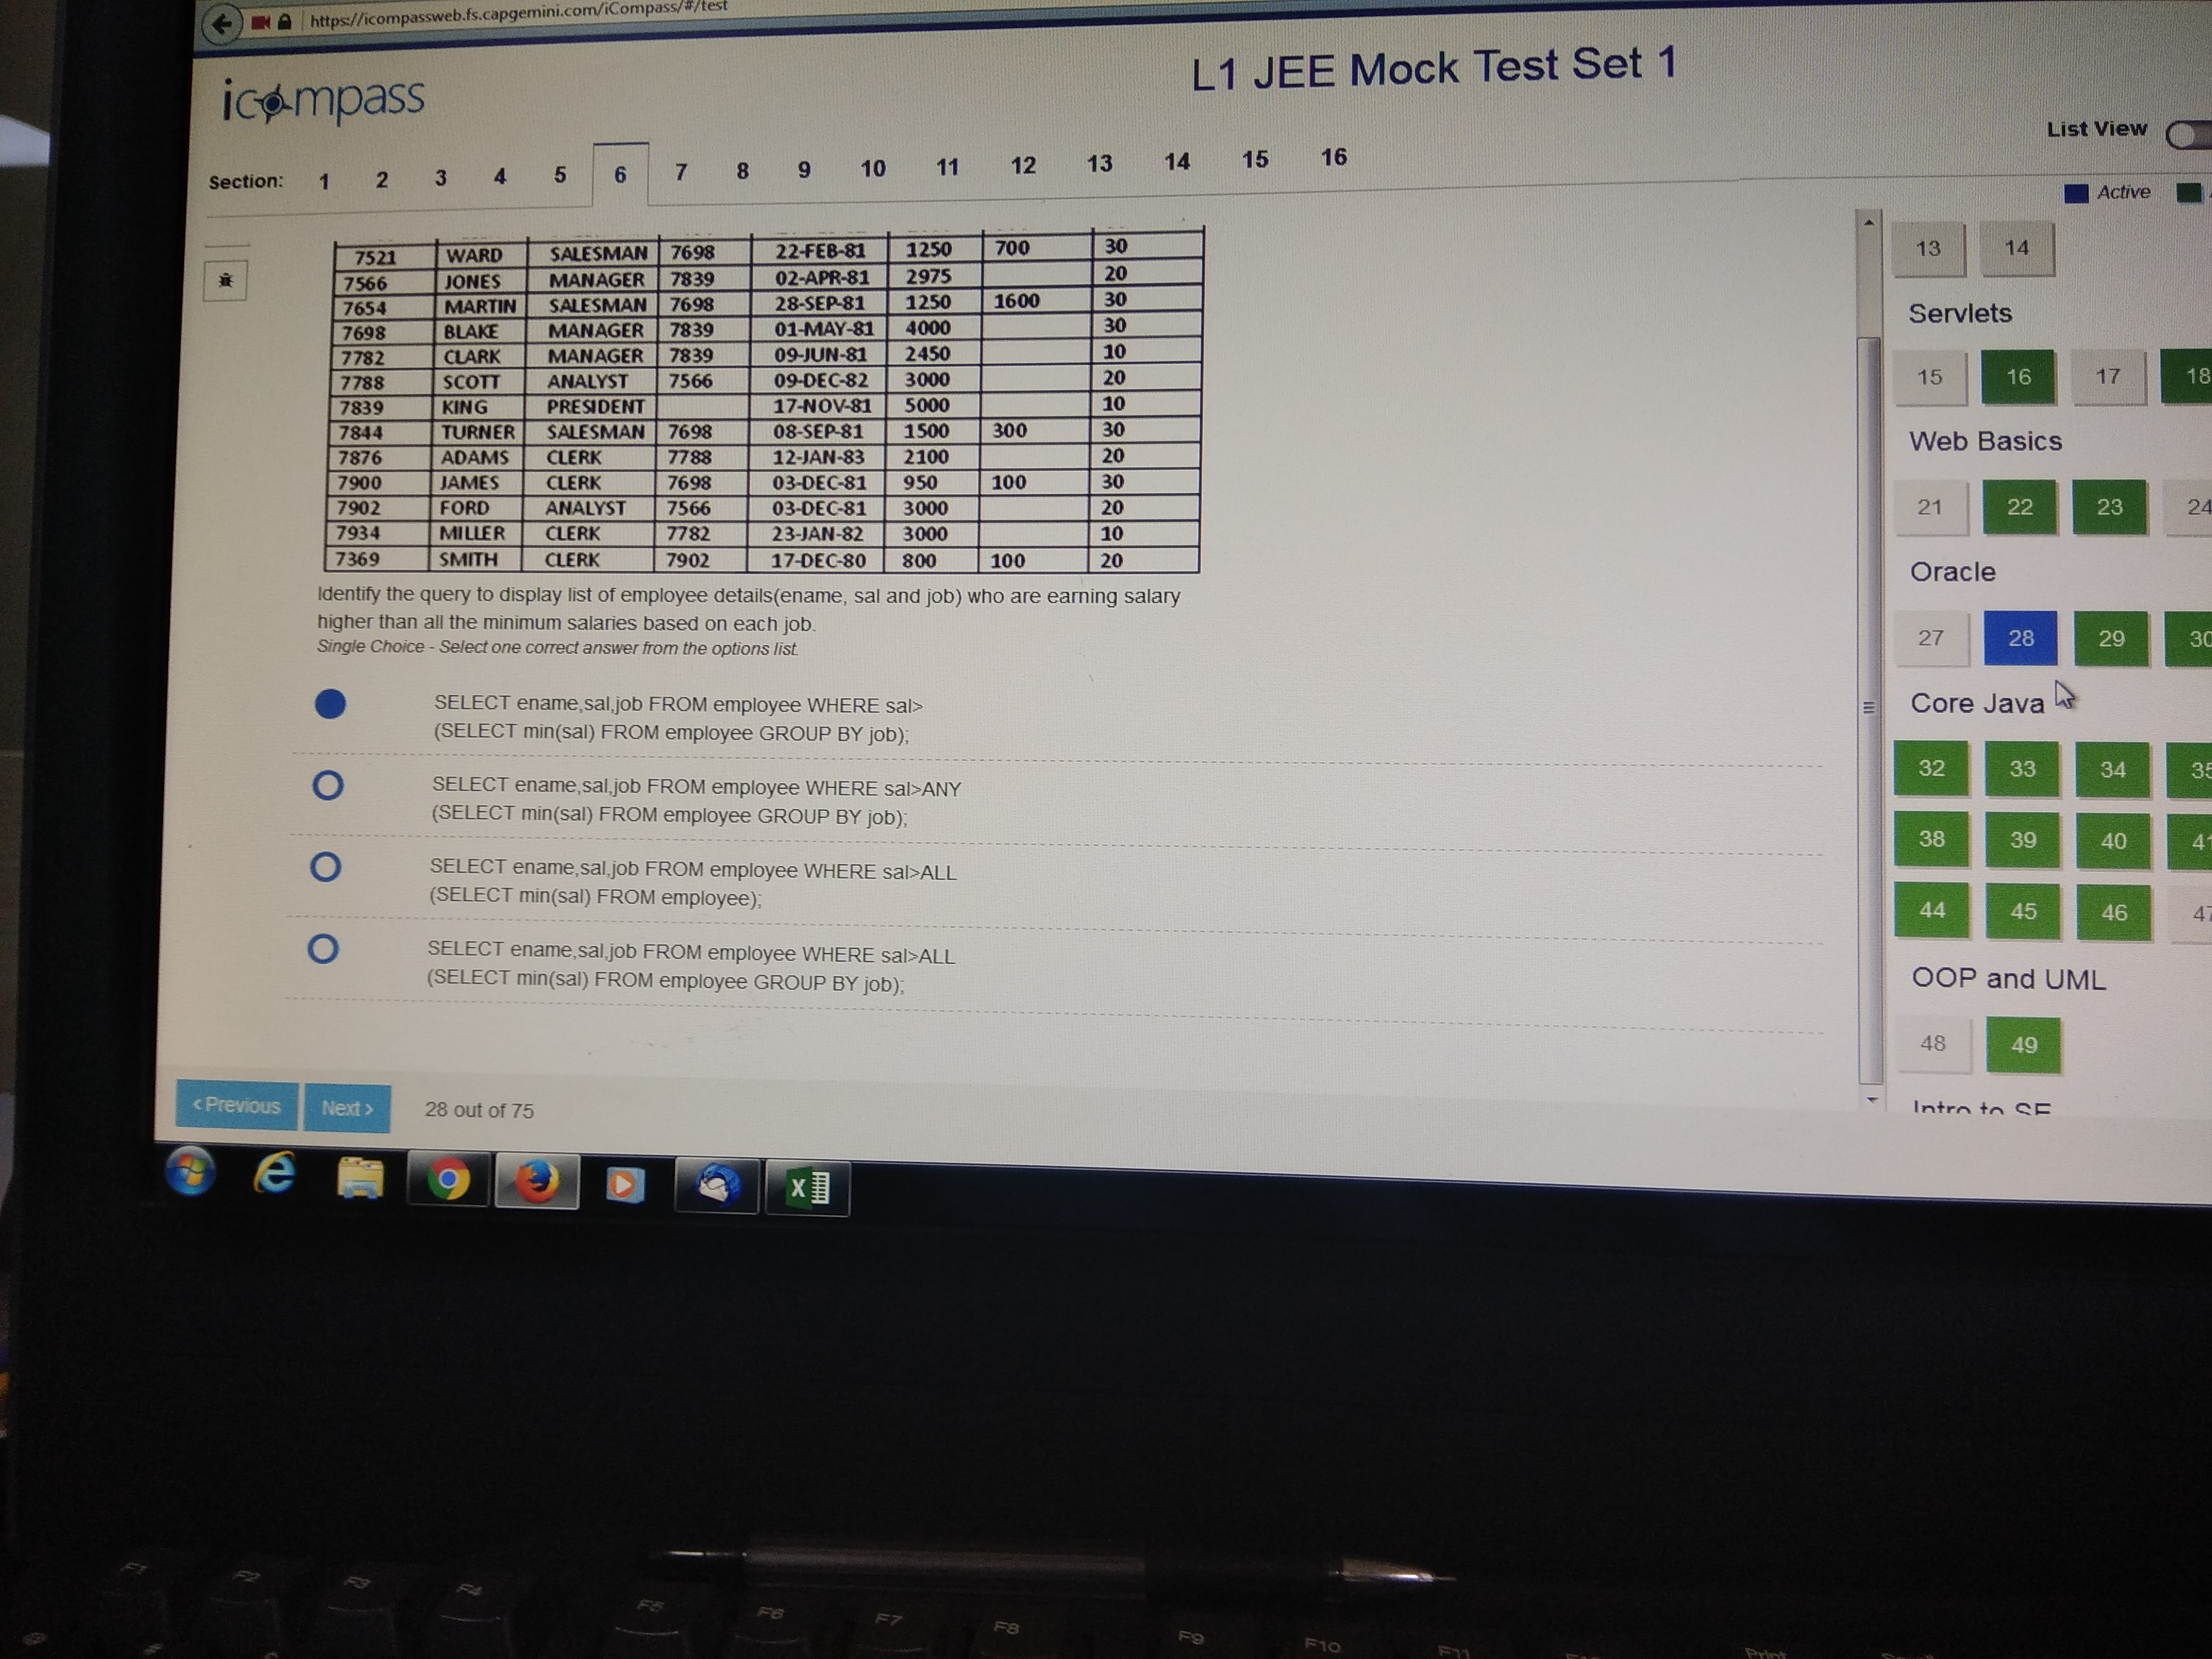 https://icompassweb.fs.capgemini.com/iCompass/#/test
icompass
L1 JEE Mock Test Set 1
List View
Section: 1 2 3 4 5 6 7 8 9 10 11 12 13 14 15 16
Active
7521 WARD SALESMAN 7698 22-FEB-81 1250 700 30
7566 JONES MANAGER 7839 02-APR-81 2975 20
7654 MARTIN SALESMAN 7698 28-SEP-81 1250 1600 30
7698 BLAKE MANAGER 7839 01-MAY-81 4000 30
7782 CLARK MANAGER 7839 09-JUN-81 2450 10
7788 SCOTT ANALYST 7566 09-DEC-82 3000 20
7839 KING PRESIDENT 17-NOV-81 5000 10
7844 TURNER SALESMAN 7698 08-SEP-81 1500 300 30
7876 ADAMS CLERK 7788 12-JAN-83 2100 20
7900 JAMES CLERK 7698 03-DEC-81 950 100 30
7902 FORD ANALYST 7566 03-DEC-81 3000 20
7934 MILLER CLERK 7782 23-JAN-82 3000 10
7369 SMITH CLERK 7902 17-DEC-80 800 100 20
Identify the query to display list of employee details(ename, sal and job) who are earning salary
higher than all the minimum salaries based on each job.
Single Choice - Select one correct answer from the options list.
SELECT ename,sal,job FROM employee WHERE sal>
(SELECT min(sal) FROM employee GROUP BY job);
SELECT ename,sal,job FROM employee WHERE sal>ANY
(SELECT min(sal) FROM employee GROUP BY job);
SELECT ename,sal,job FROM employee WHERE sal>ALL
(SELECT min(sal) FROM employee);
SELECT ename,sal,job FROM employee WHERE sal>ALL
(SELECT min(sal) FROM employee GROUP BY job);
< Previous
Next >
28 out of 75
13 14
Servlets
15 16 17 18
Web Basics
21 22 23 24
Oracle
27 28 29 30
Core Java
32 33 34 35
38 39 40 41
44 45 46 47
OOP and UML
48 49
Intro to SE
F1 F2 F3 F4 F5 F6 F7 F8 F9 F10 F11
Print